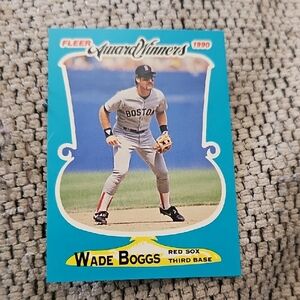 FLEER Award Winners 1990
BOSTON
WADE BOGGS RED SOX
THIRD BASE